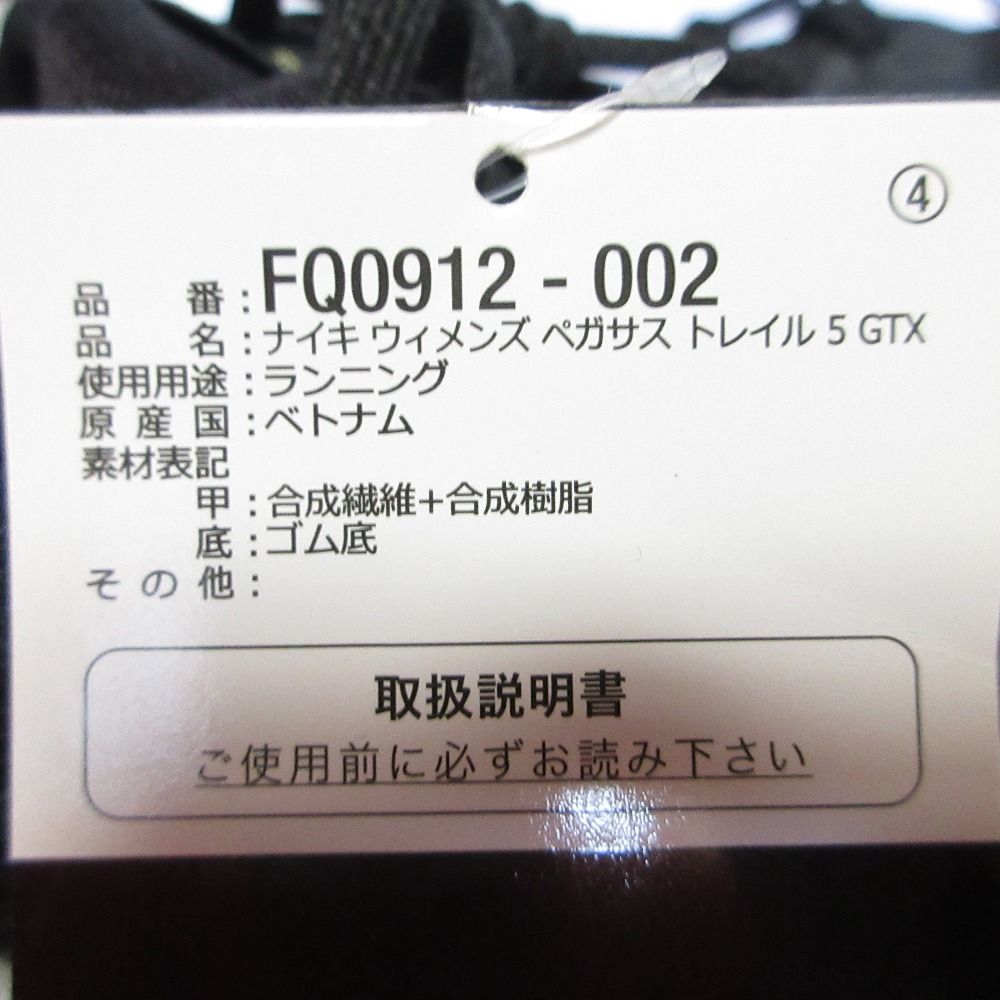 ④
品番：FQ0912 - 002
品名：ナイキ ウィメンズ ペガサス トレイル 5 GTX
使用用途：ランニング
原産国：ベトナム
素材表記
甲：合成繊維+合成樹脂
底：ゴム底
その他：
取扱説明書
ご使用前に必ずお読み下さい